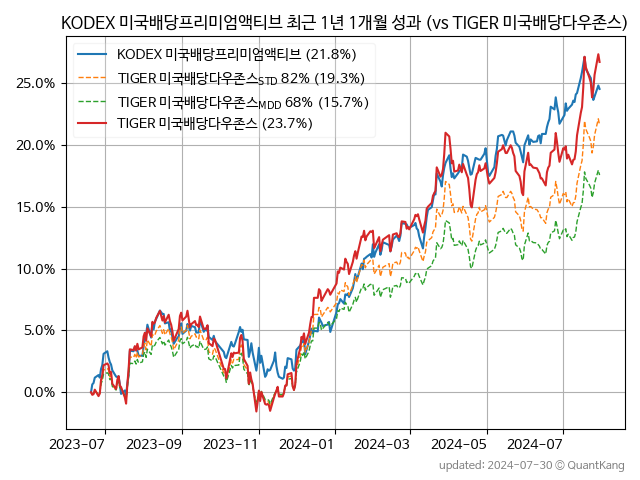 KODEX 미국배당프리미엄액티브 최근 1년 1개월 성과 (vs TIGER 미국배당다우존스)
KODEX 미국배당프리미엄액티브 (21.8%)
TIGER 미국배당다우존스STD 82% (19.3%)
TIGER 미국배당다우존스MDD 68% (15.7%)
TIGER 미국배당다우존스 (23.7%)
25.0%
20.0%
15.0%
10.0%
5.0%
0.0%
2023-07 2023-09 2023-11 2024-01 2024-03 2024-05 2024-07
updated: 2024-07-30 © QuantKang